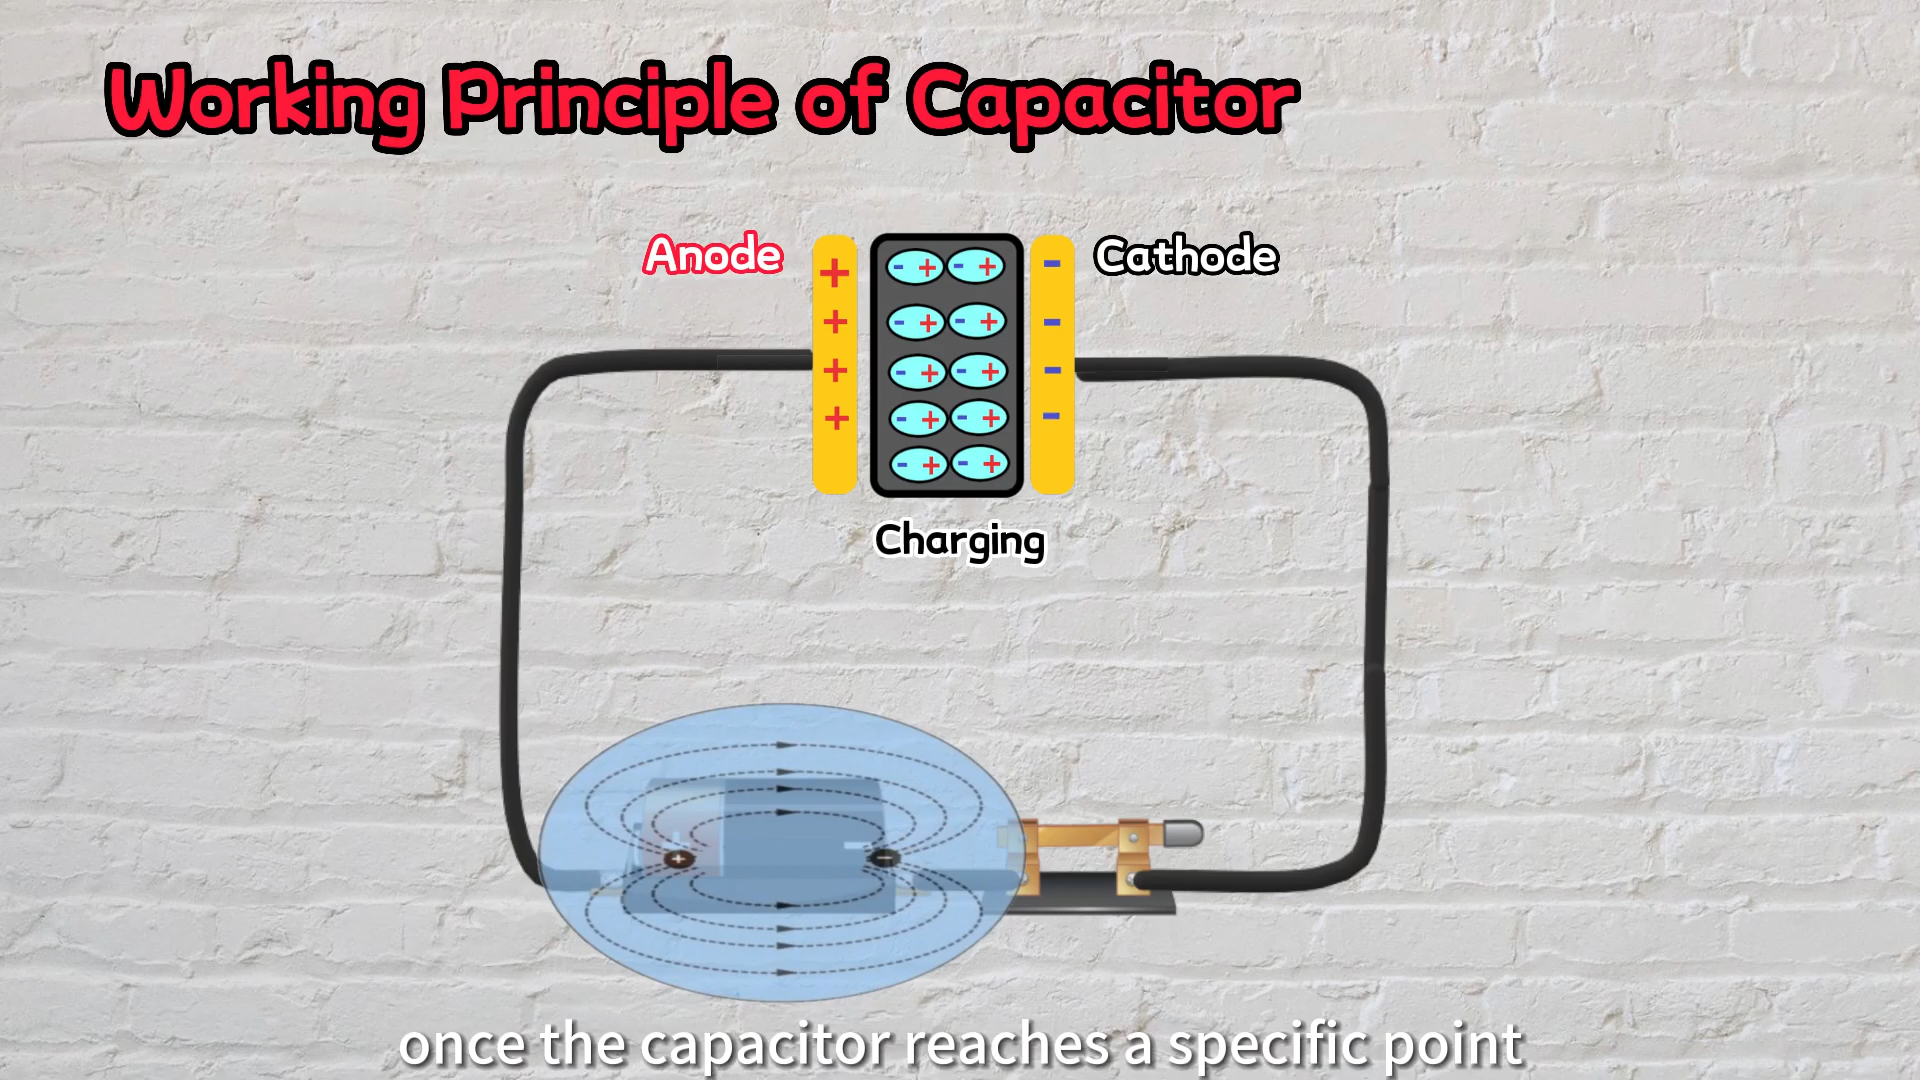 Working Principle of Capacitor
Anode
Cathode
+ - + - + -
+ - + - + -
+ - + - + -
+ - + - + -
- + - +
Charging
+ -
once the capacitor reaches a specific point